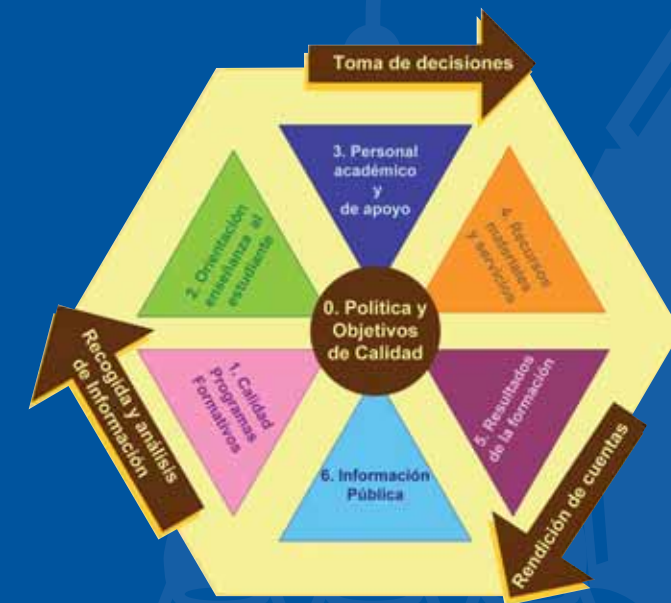 Toma de decisiones
3. Personal
académico
y
de apoyo
2. Orientación
enseñanza al
estudiante
4. Recursos
materiales
y servicios
0. Política y
Objetivos
de Calidad
Recogida y análisis
de Información
1. Calidad
Programas
Formativos
5. Resultados
de la formación
6. Información
Pública
Rendición de cuentas